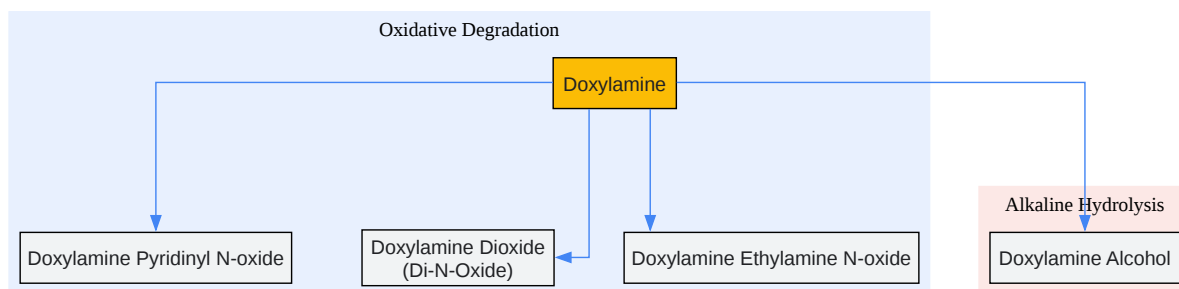 Oxidative Degradation
Doxylamine
Alkaline Hydrolysis
Doxylamine Pyridinyl N-oxide
Doxylamine Dioxide
(Di-N-Oxide)
Doxylamine Ethylamine N-oxide
Doxylamine Alcohol